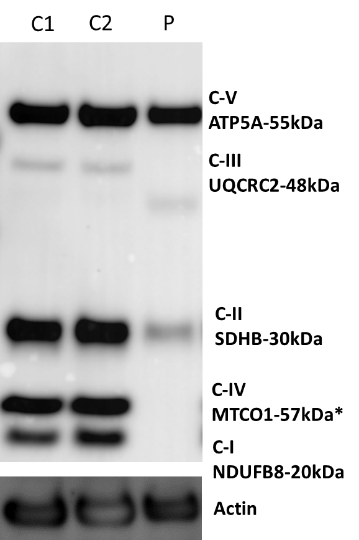 C1 C2 P
C-V
ATP5A-55kDa
C-III
UQCRC2-48kDa
C-II
SDHB-30kDa
C-IV
MTCO1-57kDa*
C-I
NDUFB8-20kDa
Actin